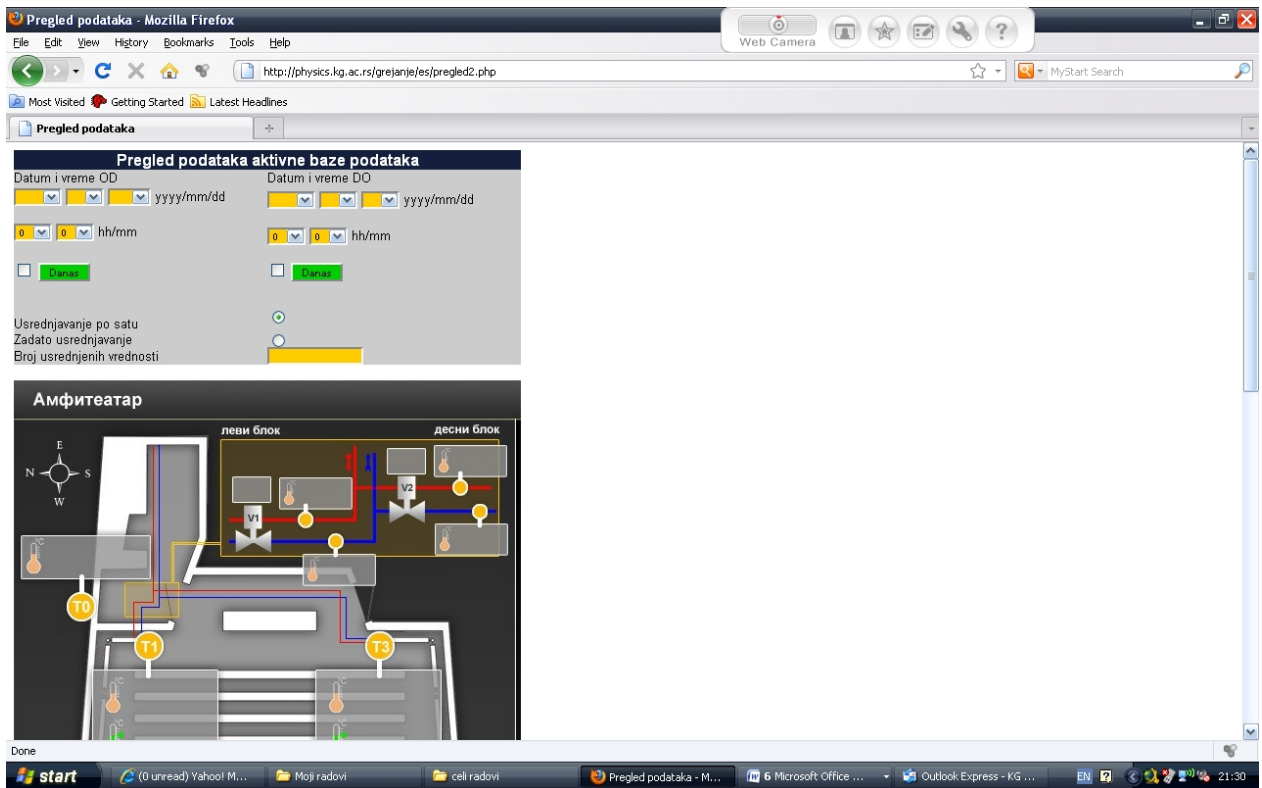 Pregled podataka - Mozilla Firefox
Web Camera
File Edit View History Bookmarks Tools Help
http://physics.kg.ac.rs/grejanje/es/pregled2.php
MyStart Search
Most Visited Getting Started Latest Headlines
Pregled podataka
Pregled podataka aktivne baze podataka
Datum i vreme OD Datum i vreme DO
yyyy/mm/dd yyyy/mm/dd
0 0 hh/mm 0 0 hh/mm
Danas Danas
Usrednjavanje po satu
Zadato usrednjavanje
Broj usrednjenih vrednosti
Амфитеатар
леви блок десни блок
E
N S
W
°C
°C
V2
°C
V1
°C
°C
°C
T0
T1 T3
°C °C
°C °C
Done
start (0 unread) Yahoo! M... Moji radovi celi radovi Pregled podataka - M... 6 Microsoft Office ... Outlook Express - KG ... EN 21:30